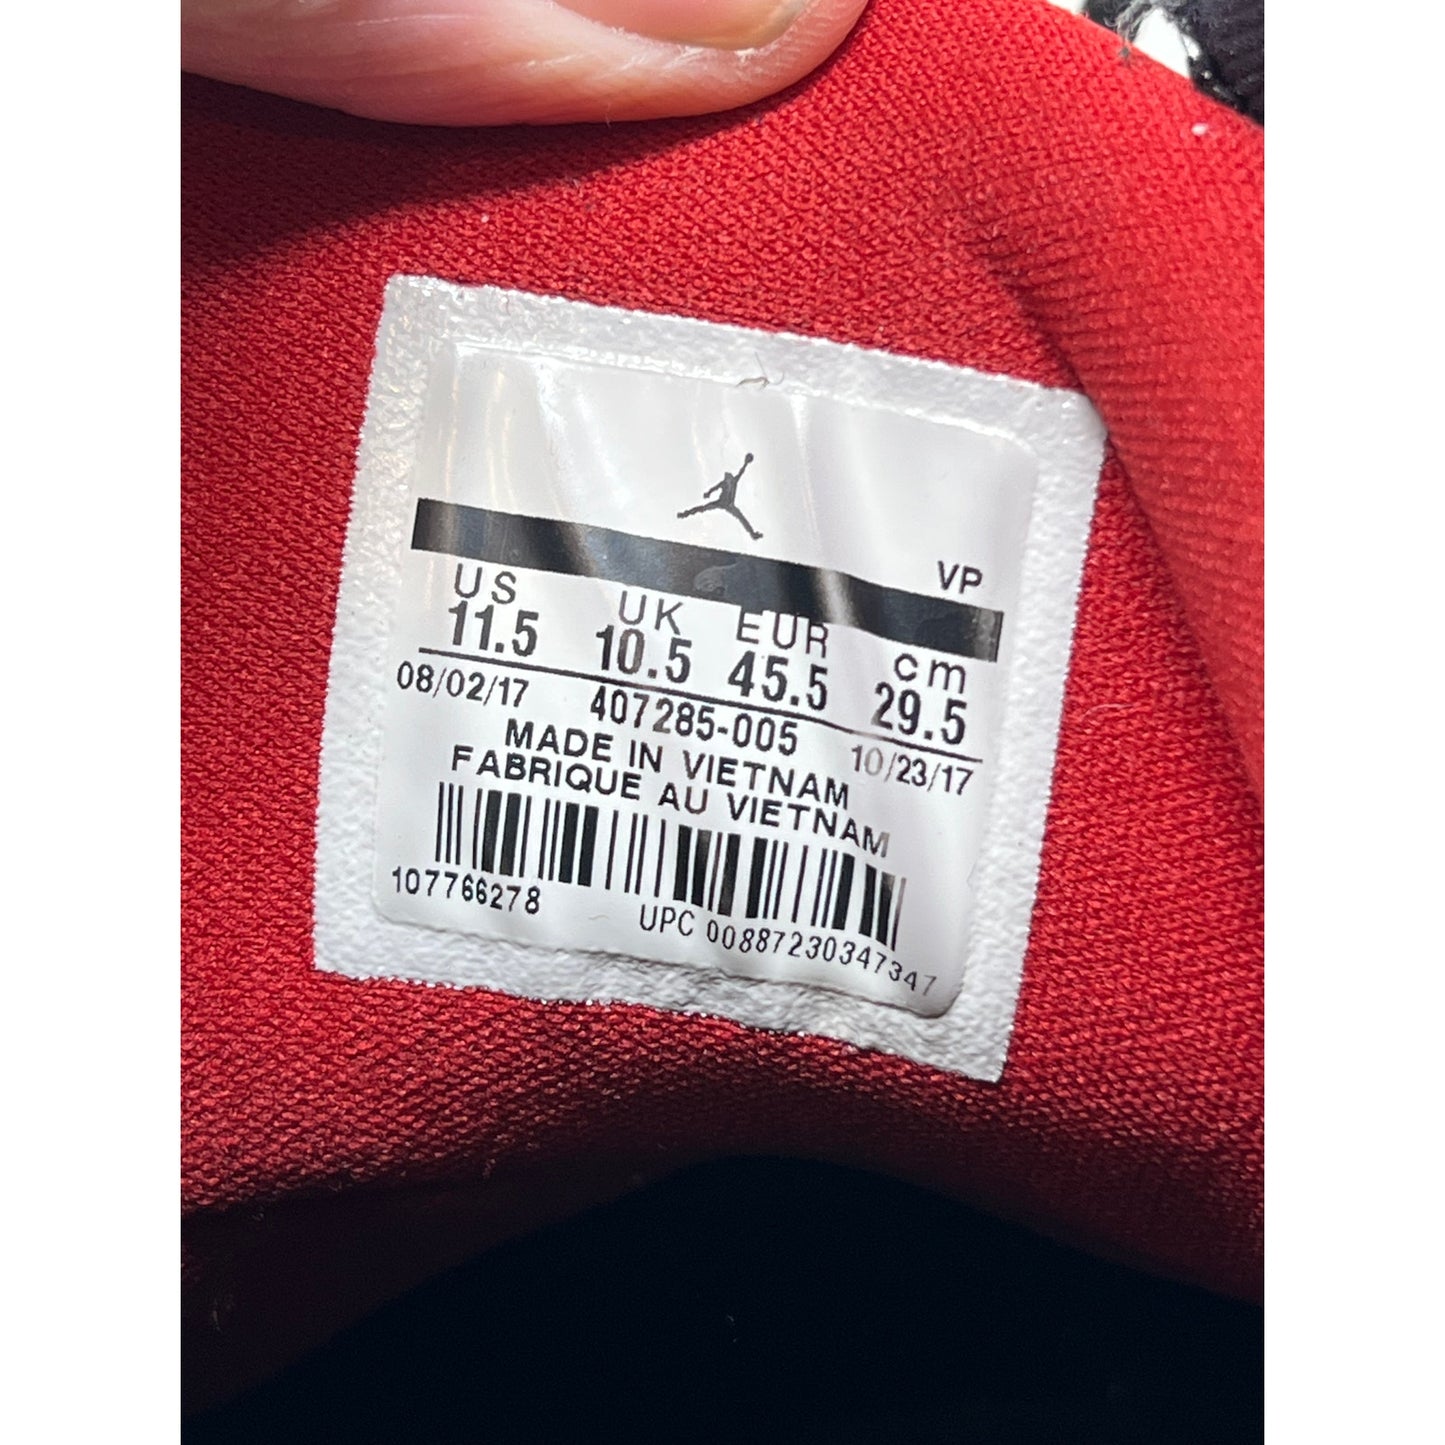 VP
US UK EUR cm
11.5 10.5 45.5 29.5
08/02/17 407285-005 10/23/17
MADE IN VIETNAM
FABRIQUE AU VIETNAM
107766278 UPC 00887230347347